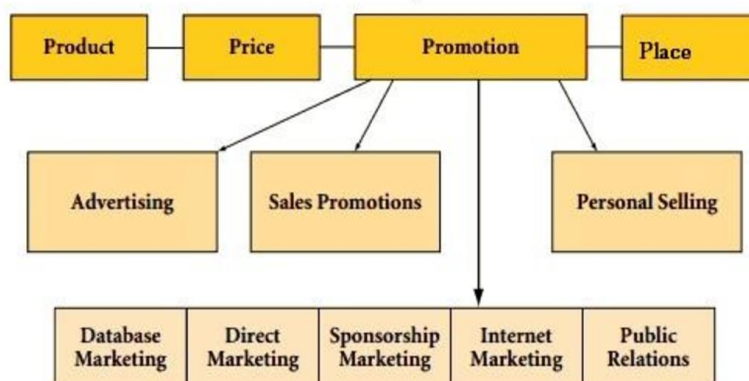 Product
Price
Promotion
Place
Advertising
Sales Promotions
Personal Selling
Database
Marketing
Direct
Marketing
Sponsorship
Marketing
Internet
Marketing
Public
Relations